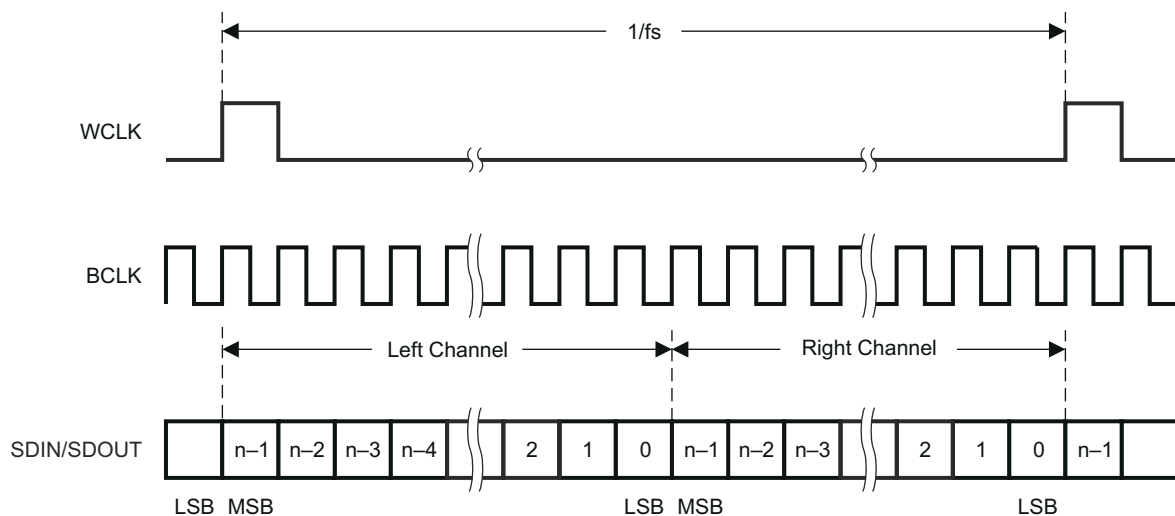 1/fs
WCLK
BCLK
Left Channel
Right Channel
SDIN/SDOUT
n–1 n–2 n–3 n–4 2 1 0 n–1 n–2 n–3 2 1 0 n–1
LSB MSB LSB MSB LSB